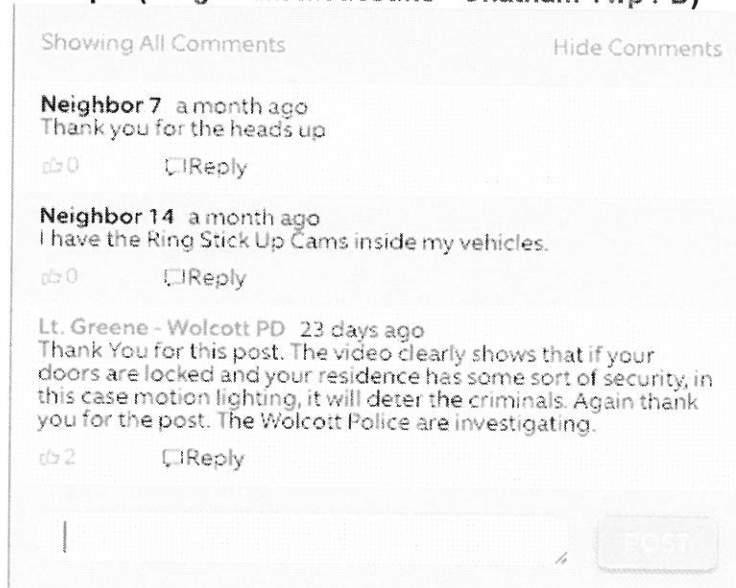 Showing All Comments Hide Comments
Neighbor 7 a month ago
Thank you for the heads up
0 Reply
Neighbor 14 a month ago
I have the Ring Stick Up Cams inside my vehicles.
0 Reply
Lt. Greene - Wolcott PD 23 days ago
Thank You for this post. The video clearly shows that if your
doors are locked and your residence has some sort of security, in
this case motion lighting, it will deter the criminals. Again thank
you for the post. The Wolcott Police are investigating.
2 Reply
POST